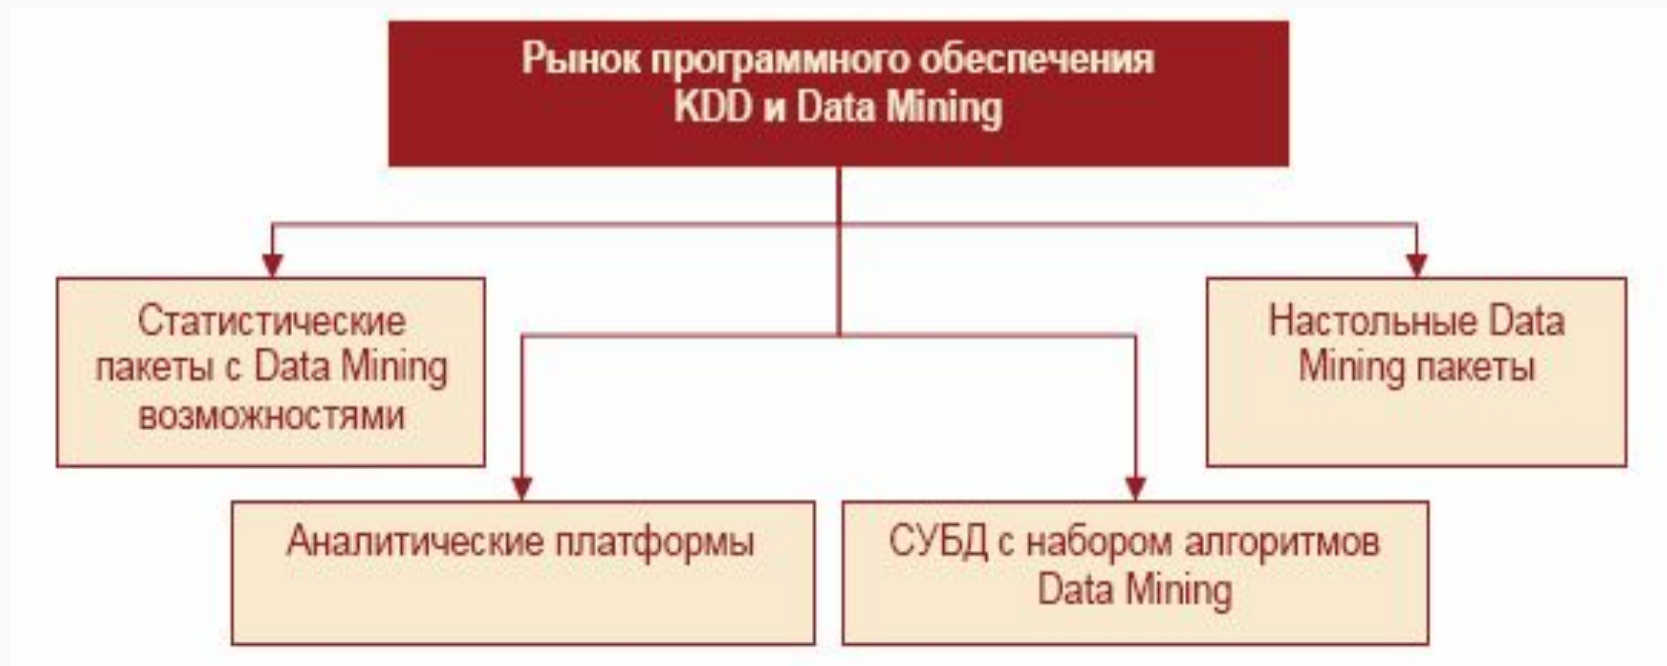 Рынок программного обеспечения
KDD и Data Mining
Статистические
пакеты с Data Mining
возможностями
Настольные Data
Mining пакеты
Аналитические платформы
СУБД с набором алгоритмов
Data Mining